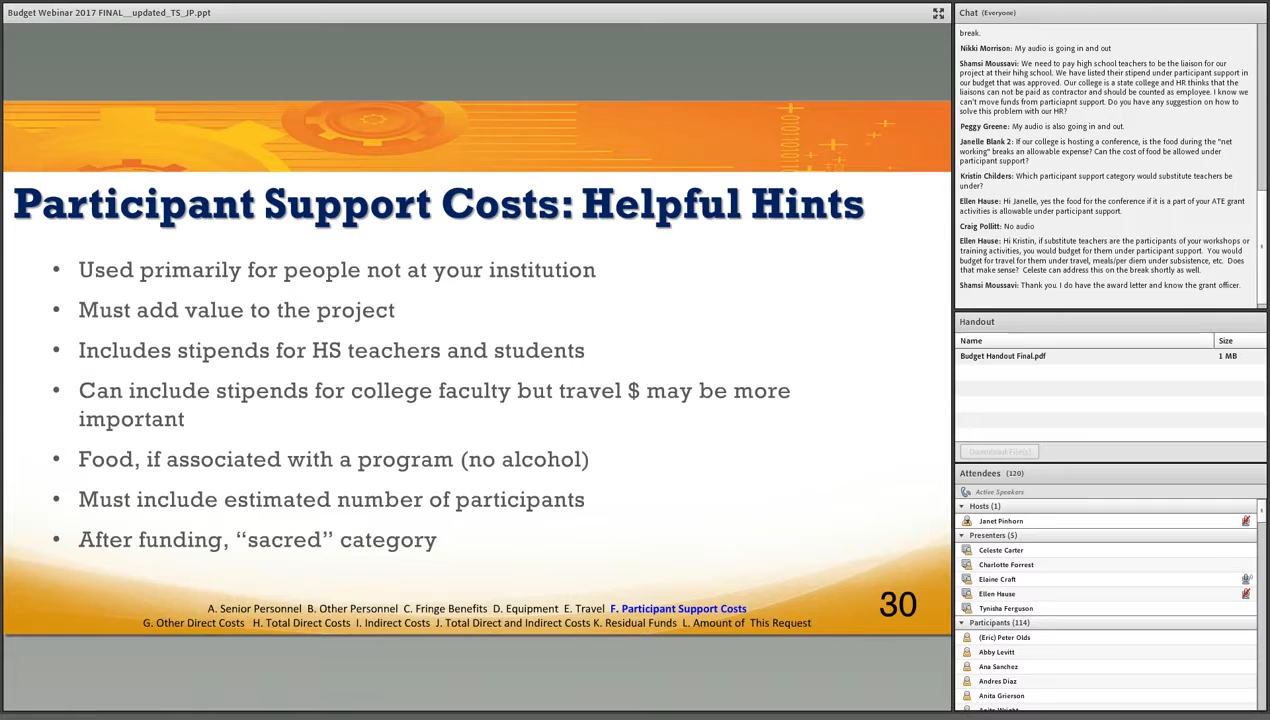 Budget Webinar 2017 FINAL__updated_TS_JP.ppt
Participant Support Costs: Helpful Hints
• Used primarily for people not at your institution
• Must add value to the project
• Includes stipends for HS teachers and students
• Can include stipends for college faculty but travel $ may be more
important
• Food, if associated with a program (no alcohol)
• Must include estimated number of participants
• After funding, “sacred” category
A. Senior Personnel B. Other Personnel C. Fringe Benefits D. Equipment E. Travel F. Participant Support Costs
G. Other Direct Costs H. Total Direct Costs I. Indirect Costs J. Total Direct and Indirect Costs K. Residual Funds L. Amount of This Request
30
Chat (Everyone)
break.
Nikki Morrison: My audio is going in and out
Shamsi Moussavi: We need to pay high school teachers to be the liaison for our
project at their hihg school. We have listed their stipend under participant support in
our budget that was approved. Our college is a state college and HR thinks that the
liaisons can not be paid as contractor and should be counted as employee. I know we
can't move funds from particiapnt support. Do you have any suggestion on how to
solve this problem with our HR?
Peggy Greene: My audio is also going in and out.
Janelle Blank 2: If our college is hosting a conference, is the food during the "net
working" breaks an allowable expense? Can the cost of food be allowed under
participant support?
Kristin Childers: Which participant support category would substitute teachers be
under?
Ellen Hause: Hi Janelle, yes the food for the conference if it is a part of your ATE grant
activities is allowable under participant support.
Craig Pollitt: No audio
Ellen Hause: Hi Kristin, if substitute teachers are the participants of your workshops or
training activities, you would budget for them under participant support. You would
budget for travel for them under travel, meals/per diem under subsistence, etc. Does
that make sense? Celeste can address this on the break shortly as well.
Shamsi Moussavi: Thank you. I do have the award letter and know the grant officer.
Handout
Name Size
Budget Handout Final.pdf 1 MB
Download File(s)
Attendees (120)
Active Speakers
Hosts (1)
Janet Pinhorn
Presenters (5)
Celeste Carter
Charlotte Forrest
Elaine Craft
Ellen Hause
Tynisha Ferguson
Participants (114)
(Eric) Peter Olds
Abby Levitt
Ana Sanchez
Andres Diaz
Anita Grierson